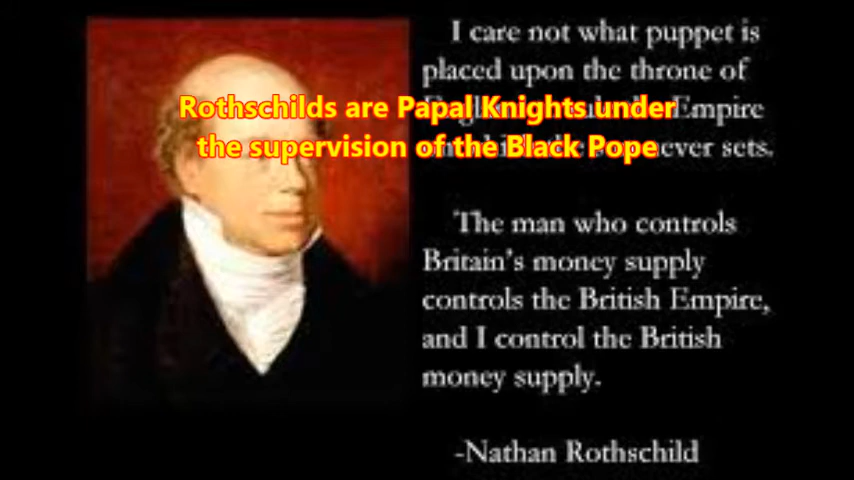 I care not what puppet is
placed upon the throne of
Rothschilds are Papal Knights under
Empire
the supervision of the Black Pope
ever sets.
The man who controls
Britain's money supply
controls the British Empire,
and I control the British
money supply.
-Nathan Rothschild